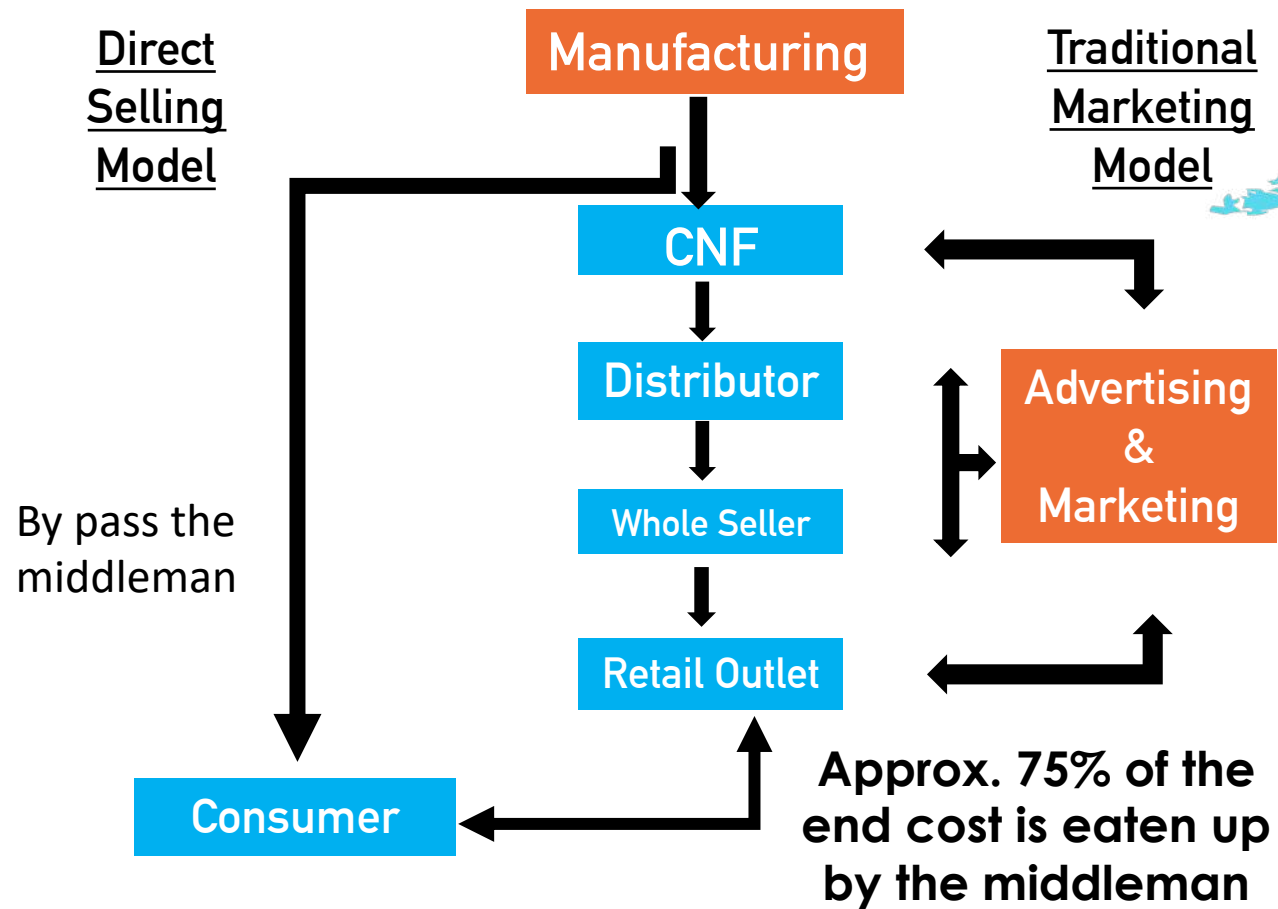 Direct
Selling
Model
Manufacturing
Traditional
Marketing
Model
CNF
Distributor
Advertising
&
Marketing
Whole Seller
By pass the
middleman
Retail Outlet
Consumer
Approx. 75% of the
end cost is eaten up
by the middleman